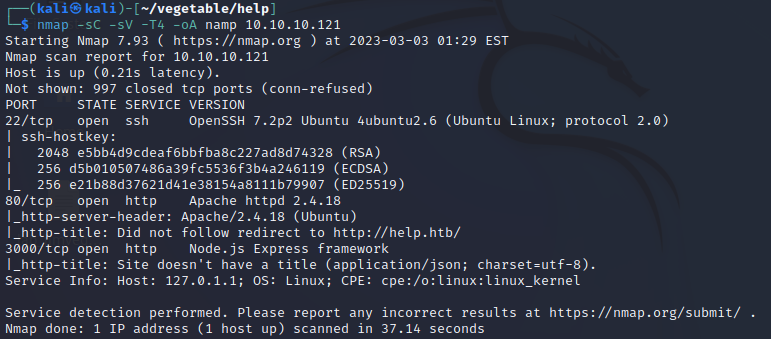 ┌──(kali㉿kali)-[~/vegetable/help]
└─$ nmap -sC -sV -T4 -oA namp 10.10.10.121
Starting Nmap 7.93 ( https://nmap.org ) at 2023-03-03 01:29 EST
Nmap scan report for 10.10.10.121
Host is up (0.21s latency).
Not shown: 997 closed tcp ports (conn-refused)
PORT     STATE SERVICE VERSION
22/tcp   open  ssh     OpenSSH 7.2p2 Ubuntu 4ubuntu2.6 (Ubuntu Linux; protocol 2.0)
| ssh-hostkey:
|   2048 e5bb4d9cdeaf6bbfba8c227ad8d74328 (RSA)
|   256 d5b010507486a39fc5536f3b4a246119 (ECDSA)
|_  256 e21b88d37621d41e38154a8111b79907 (ED25519)
80/tcp   open  http    Apache httpd 2.4.18
|_http-server-header: Apache/2.4.18 (Ubuntu)
|_http-title: Did not follow redirect to http://help.htb/
3000/tcp open  http    Node.js Express framework
|_http-title: Site doesn't have a title (application/json; charset=utf-8).
Service Info: Host: 127.0.1.1; OS: Linux; CPE: cpe:/o:linux:linux_kernel

Service detection performed. Please report any incorrect results at https://nmap.org/submit/ .
Nmap done: 1 IP address (1 host up) scanned in 37.14 seconds